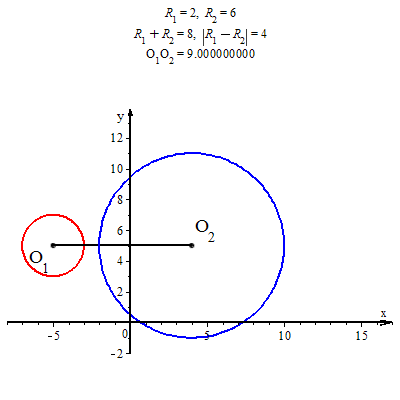 R₁ = 2, R₂ = 6
R₁ + R₂ = 8, |R₁ − R₂| = 4
O₁O₂ = 9.000000000
y
12
10
8
6
O₂
O₁
4
2
x
-5
0
5
10
15
-2